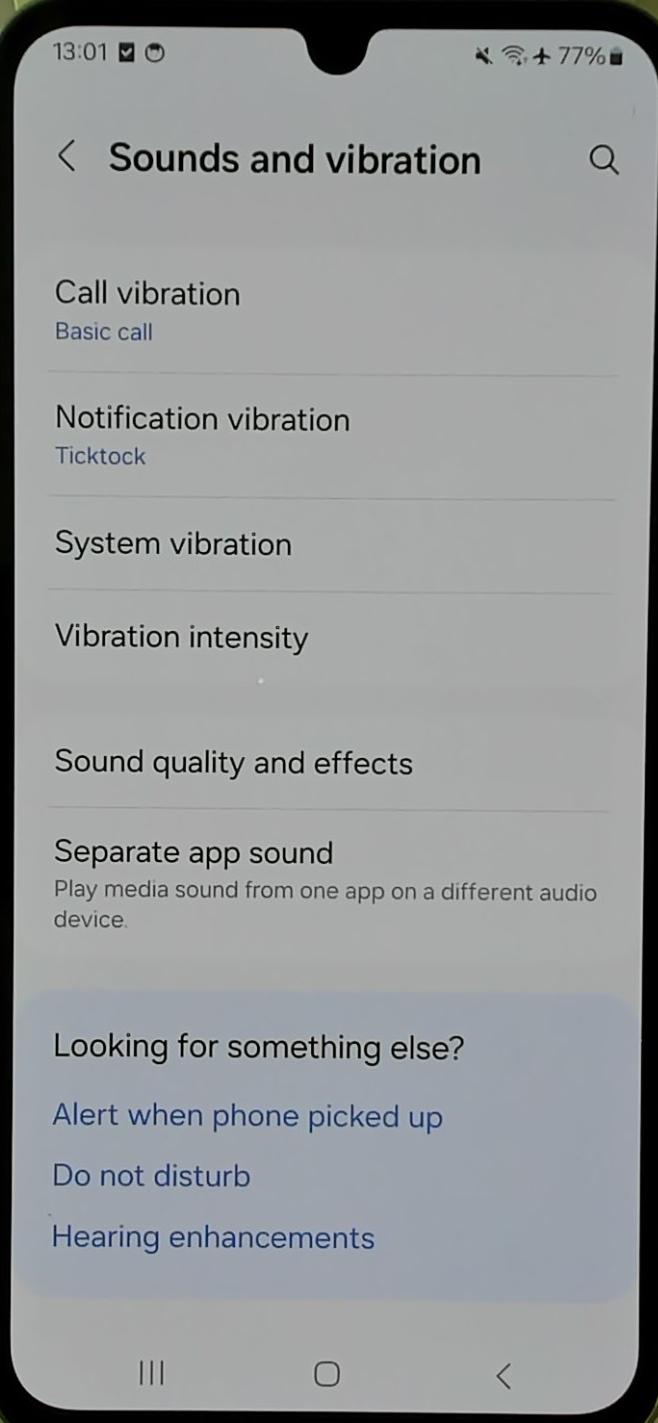 13:01
77%
Sounds and vibration
Call vibration
Basic call
Notification vibration
Ticktock
System vibration
Vibration intensity
Sound quality and effects
Separate app sound
Play media sound from one app on a different audio
device.
Looking for something else?
Alert when phone picked up
Do not disturb
Hearing enhancements